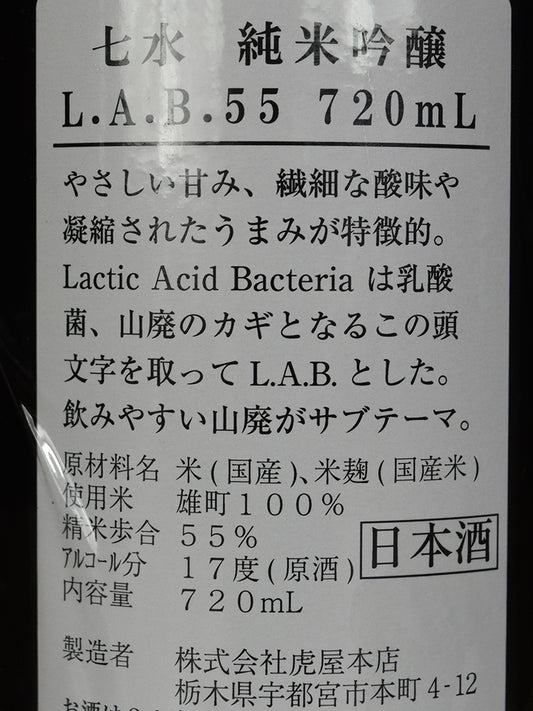 七水 純米吟醸
L.A.B.55 720mL
やさしい甘み、繊細な酸味や
凝縮されたうまみが特徴的。
Lactic Acid Bacteria は乳酸
菌、山廃のカギとなるこの頭
文字を取って L.A.B. とした。
飲みやすい山廃がサブテーマ。
原材料名 米(国産)、米麹(国産米)
使用米 雄町100%
精米歩合 55%
アルコール分 17度(原酒)
日本酒
内容量 720mL
製造者 株式会社虎屋本店
栃木県宇都宮市本町4-12
お酒は